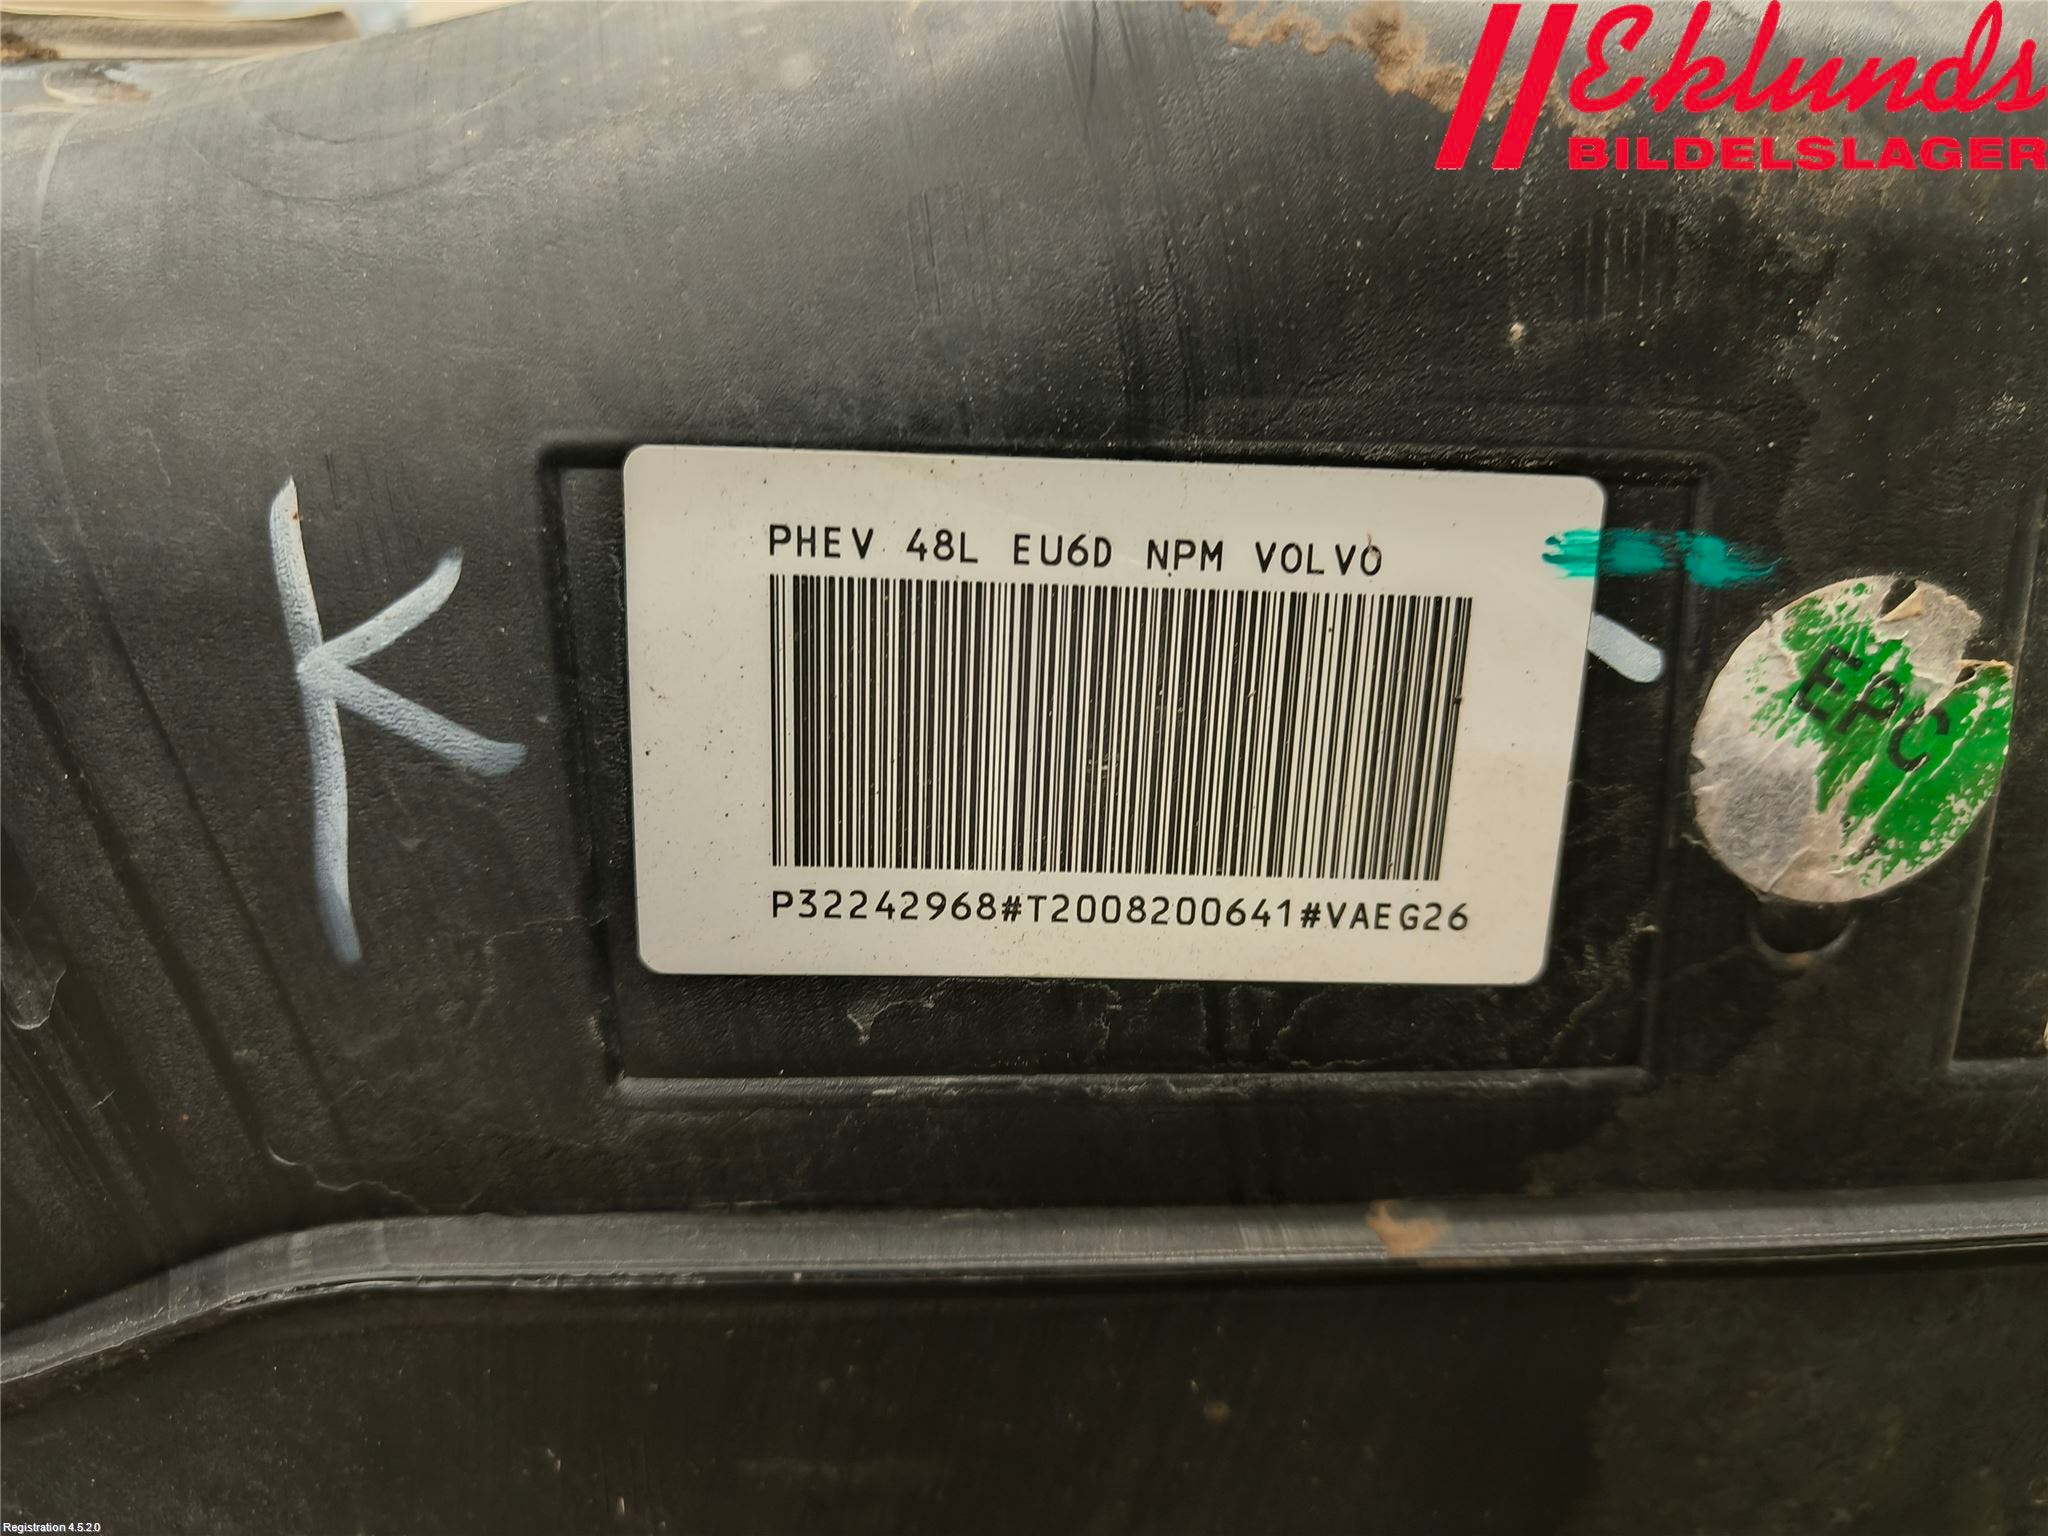 Eklunds
BILDELSLAGER
K
PHEV 48L EU6D NPM VOLVO
EPC
P32242968#T2008200641#VAEG26
Registration 4.5.2.0